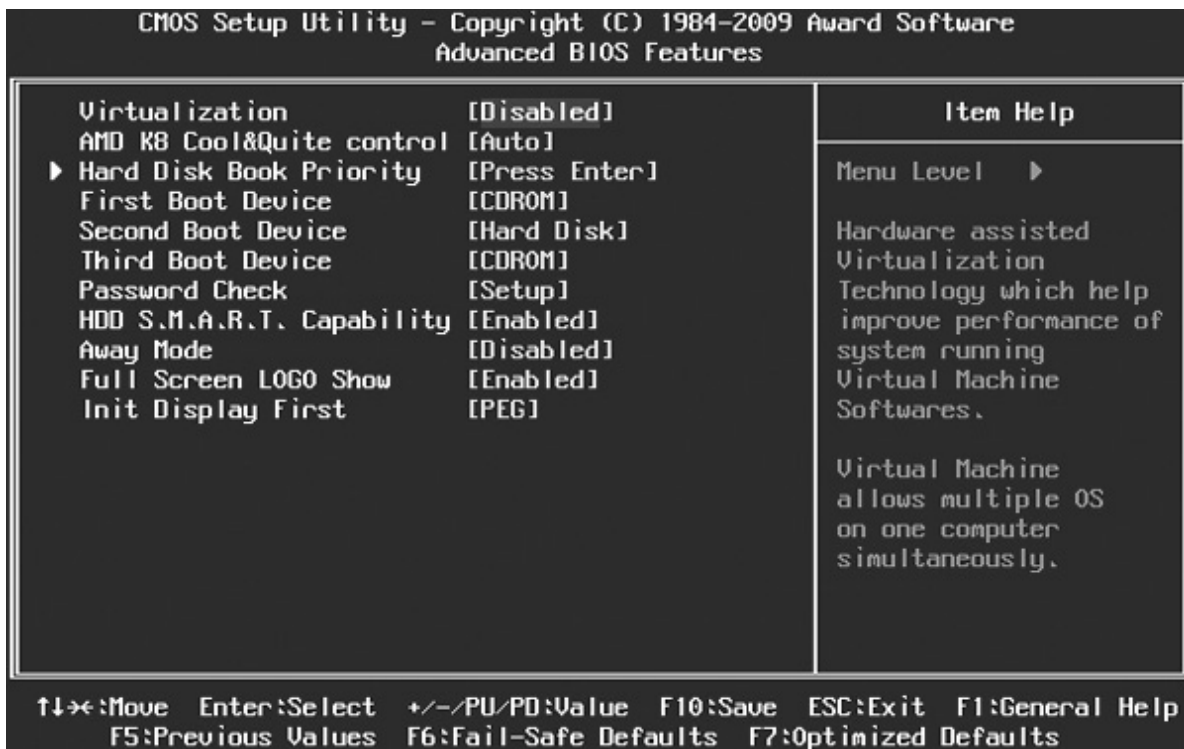 CMOS Setup Utility – Copyright (C) 1984–2009 Award Software
Advanced BIOS Features
Virtualization [Disabled]
AMD K8 Cool&Quite control [Auto]
▶ Hard Disk Book Priority [Press Enter]
First Boot Device [CDROM]
Second Boot Device [Hard Disk]
Third Boot Device [CDROM]
Password Check [Setup]
HDD S.M.A.R.T. Capability [Enabled]
Away Mode [Disabled]
Full Screen LOGO Show [Enabled]
Init Display First [PEG]
Item Help
Menu Level ▶
Hardware assisted
Virtualization
Technology which help
improve performance of
system running
Virtual Machine
Softwares.
Virtual Machine
allows multiple OS
on one computer
simultaneously.
↑↓→←:Move Enter:Select +/-/PU/PD:Value F10:Save ESC:Exit F1:General Help
F5:Previous Values F6:Fail-Safe Defaults F7:Optimized Defaults